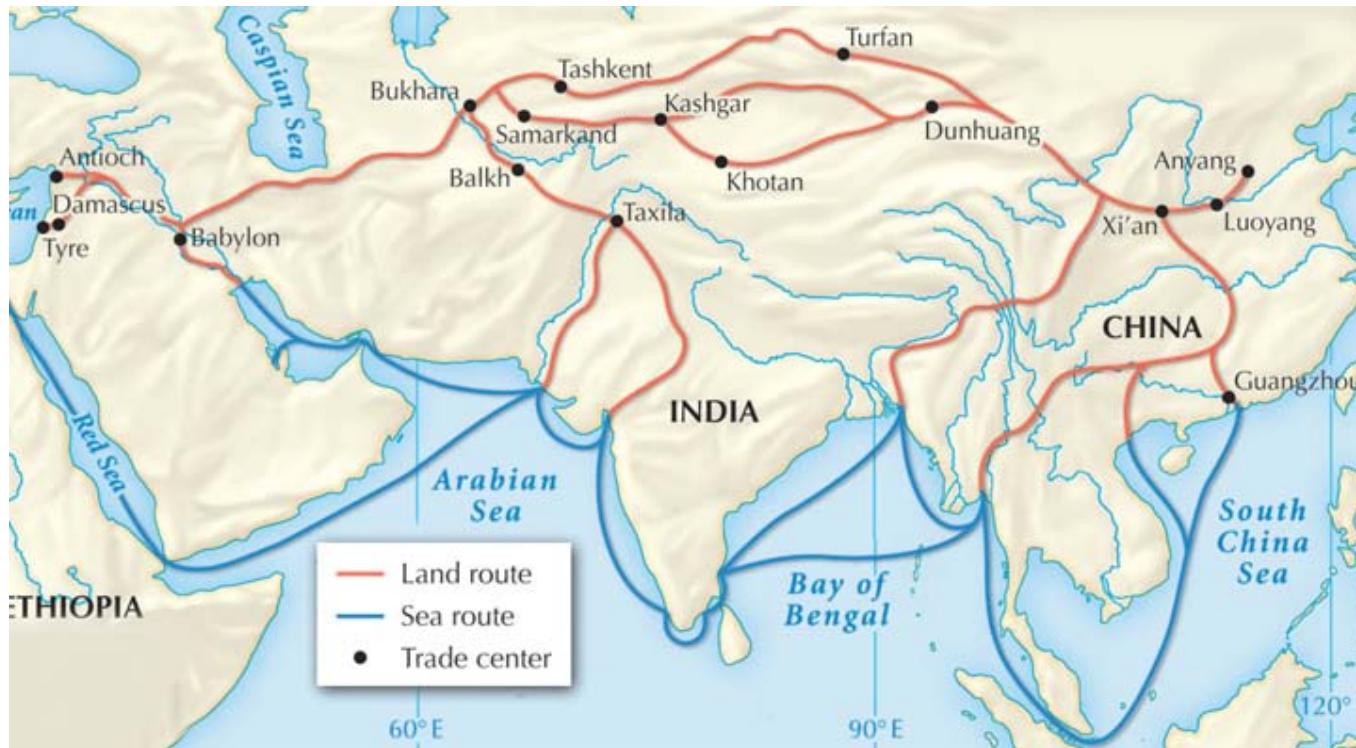 Caspian Sea
Turfan
Tashkent
Bukhara
Kashgar
Samarkand
Dunhuang
Antioch
Anyang
Balkh
Khotan
Damascus
Taxila
Xi'an
Luoyang
Tyre
Babylon
CHINA
Guangzhou
INDIA
Red Sea
Arabian
Sea
South
China
Sea
Land route
Bay of
Bengal
ETHIOPIA
Sea route
Trade center
60° E
90° E
120°